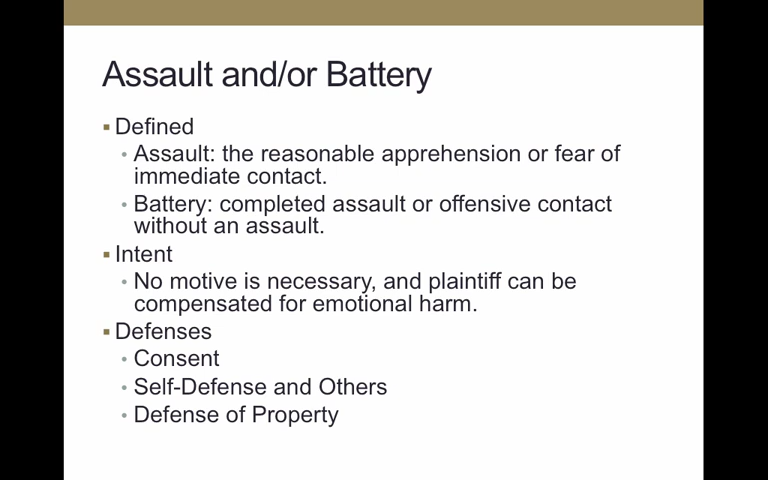 Assault and/or Battery
Defined
Assault: the reasonable apprehension or fear of
immediate contact.
Battery: completed assault or offensive contact
without an assault.
Intent
No motive is necessary, and plaintiff can be
compensated for emotional harm.
Defenses
Consent
Self-Defense and Others
Defense of Property